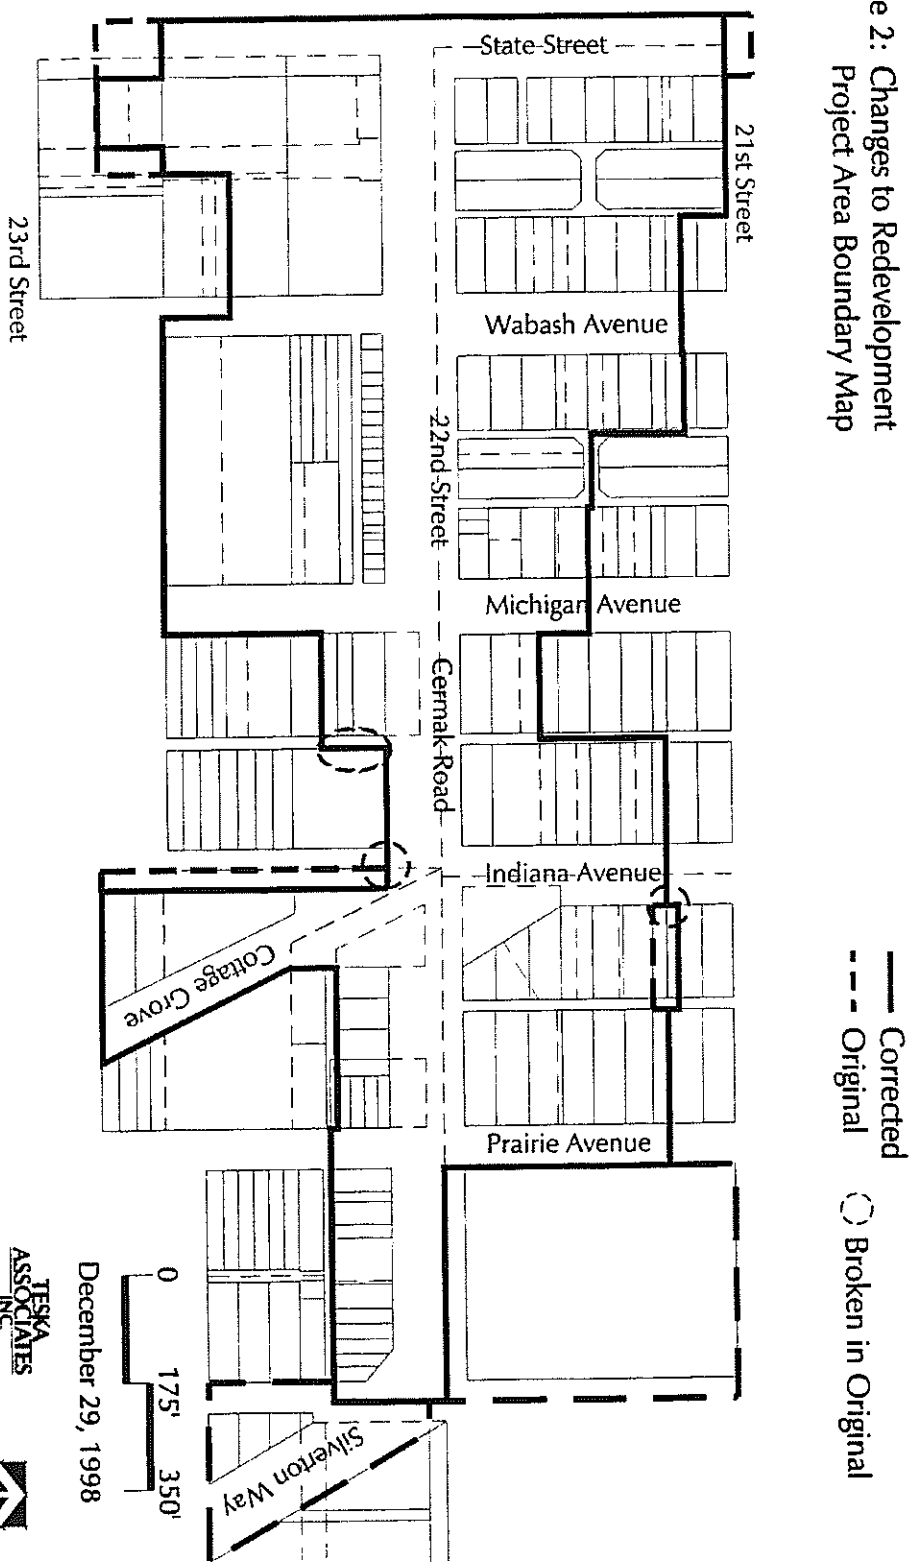 e 2: Changes to Redevelopment
Project Area Boundary Map
Corrected
Original
Broken in Original
State Street
21st Street
Wabash Avenue
22nd Street
23rd Street
Michigan Avenue
Cermak Road
Indiana Avenue
Cottage Grove
Prairie Avenue
Silverton Way
0
175'
350'
December 29, 1998
TESKA
ASSOCIATES
INC.